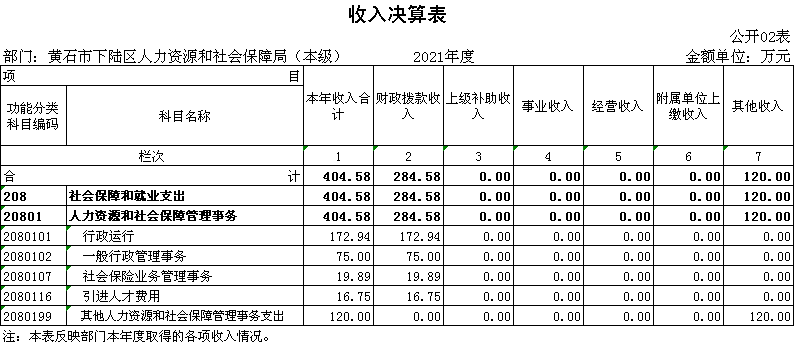 收入决算表
公开02表
部门：黄石市下陆区人力资源和社会保障局（本级） 2021年度 金额单位：万元
项 目 本年收入合计 财政拨款收入 上级补助收入 事业收入 经营收入 附属单位上缴收入 其他收入
功能分类科目编码 科目名称
栏次 1 2 3 4 5 6 7
合 计 404.58 284.58 0.00 0.00 0.00 0.00 120.00
208 社会保障和就业支出 404.58 284.58 0.00 0.00 0.00 0.00 120.00
20801 人力资源和社会保障管理事务 404.58 284.58 0.00 0.00 0.00 0.00 120.00
2080101 行政运行 172.94 172.94 0.00 0.00 0.00 0.00 0.00
2080102 一般行政管理事务 75.00 75.00 0.00 0.00 0.00 0.00 0.00
2080107 社会保险业务管理事务 19.89 19.89 0.00 0.00 0.00 0.00 0.00
2080116 引进人才费用 16.75 16.75 0.00 0.00 0.00 0.00 0.00
2080199 其他人力资源和社会保障管理事务支出 120.00 0.00 0.00 0.00 0.00 0.00 120.00
注：本表反映部门本年度取得的各项收入情况。